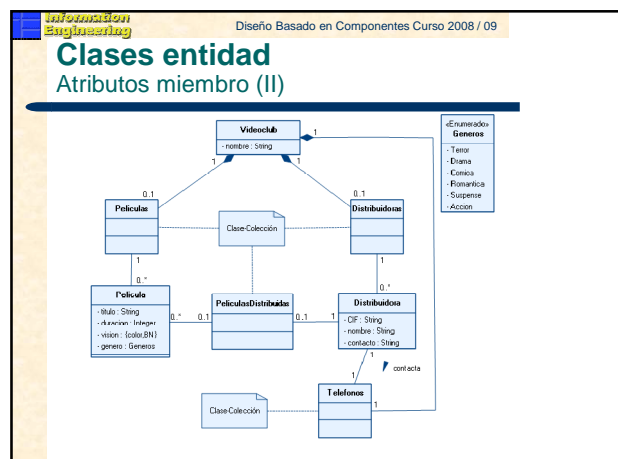 Information
Engineering
Diseño Basado en Componentes Curso 2008 / 09
Clases entidad
Atributos miembro (II)
Videoclub
- nombre : String
1
1
1
«Enumerado»
Generos
- Terror
- Drama
- Comica
- Romantica
- Suspense
- Accion
0..1
0..1
Peliculas
Clase-Colección
Distribuidoras
1
1
0..*
0..*
Pelicula
- titulo : String
- duracion : Integer
- vision : {color,BN}
- genero : Generos
0..*
0..1
PeliculasDistribuidas
0..1
1
Distribuidora
- CIF : String
- nombre : String
- contacto : String
1
contacta
1
Telefonos
1
Clase-Colección